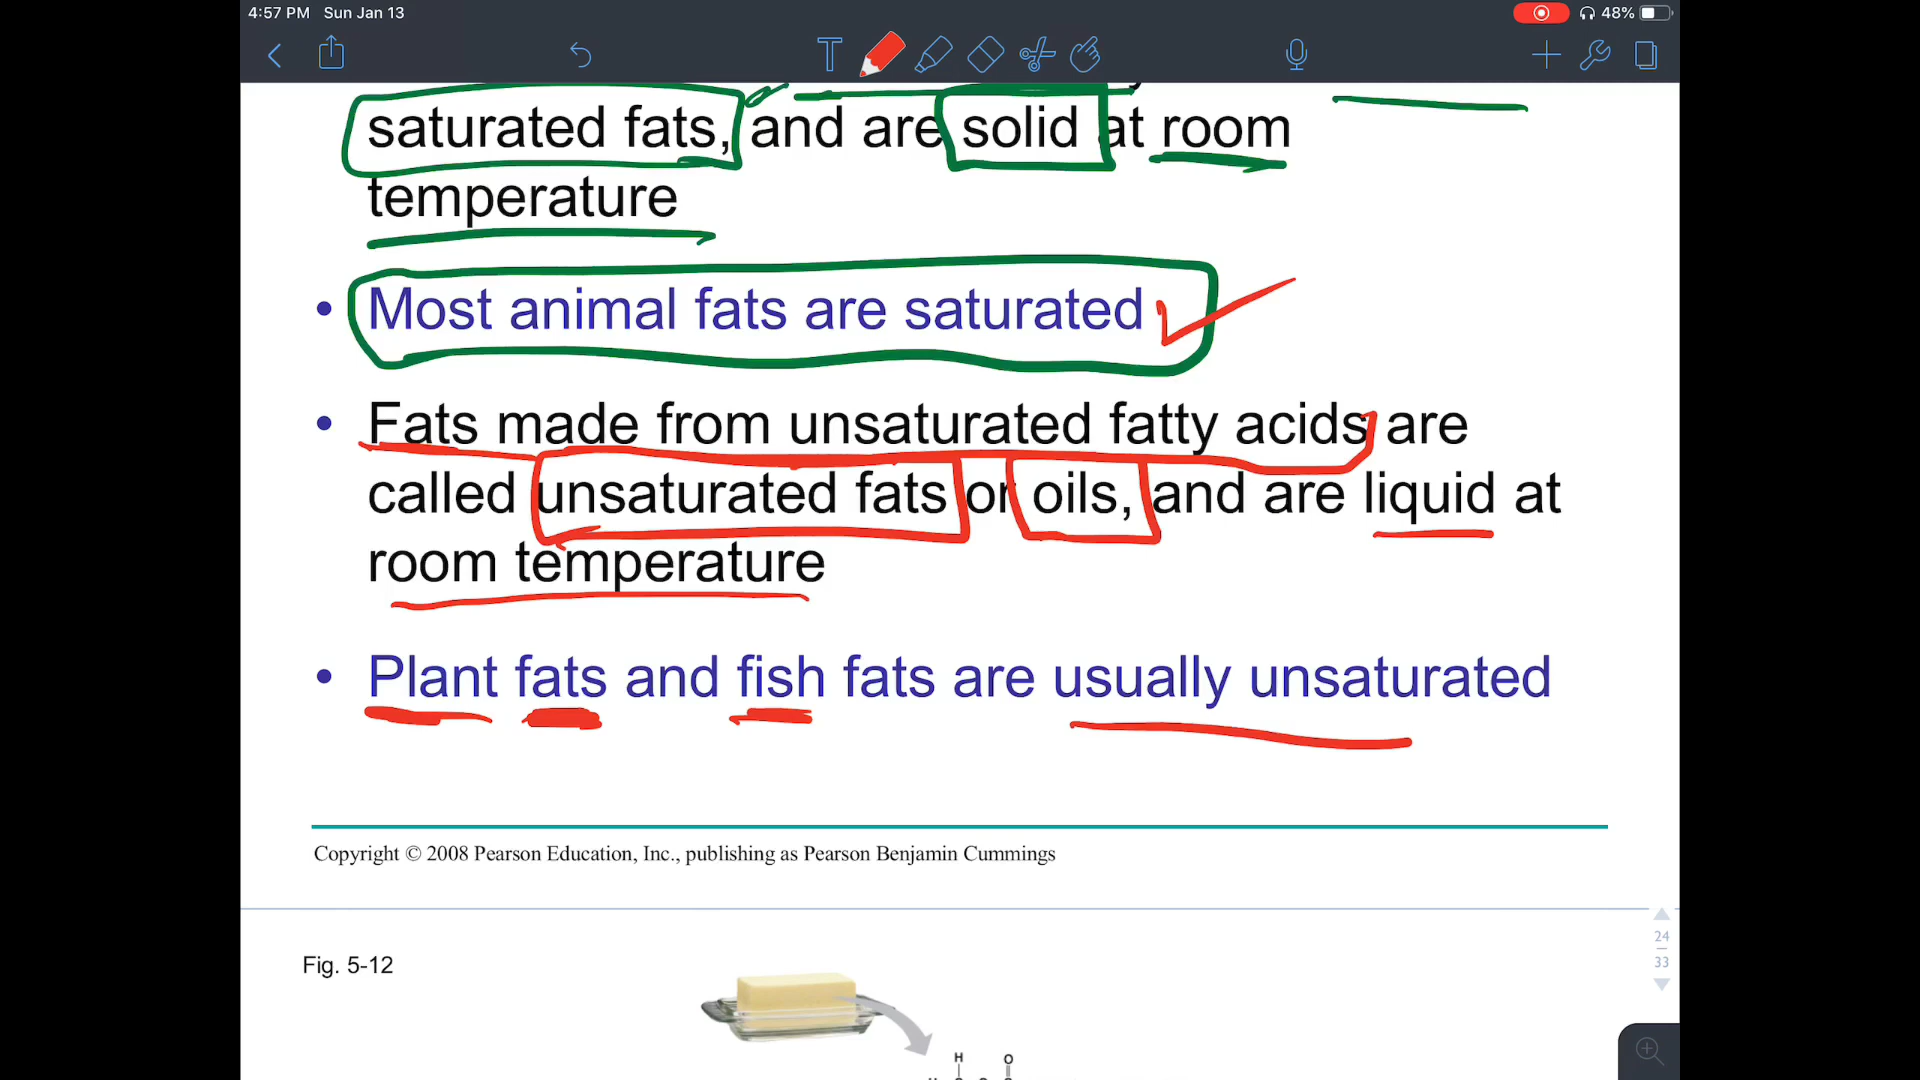 4:57 PM Sun Jan 13
48%
T
saturated fats, and are solid at room
temperature
• Most animal fats are saturated
• Fats made from unsaturated fatty acids are
called unsaturated fats or oils, and are liquid at
room temperature
• Plant fats and fish fats are usually unsaturated
Copyright © 2008 Pearson Education, Inc., publishing as Pearson Benjamin Cummings
24
33
Fig. 5-12
H O